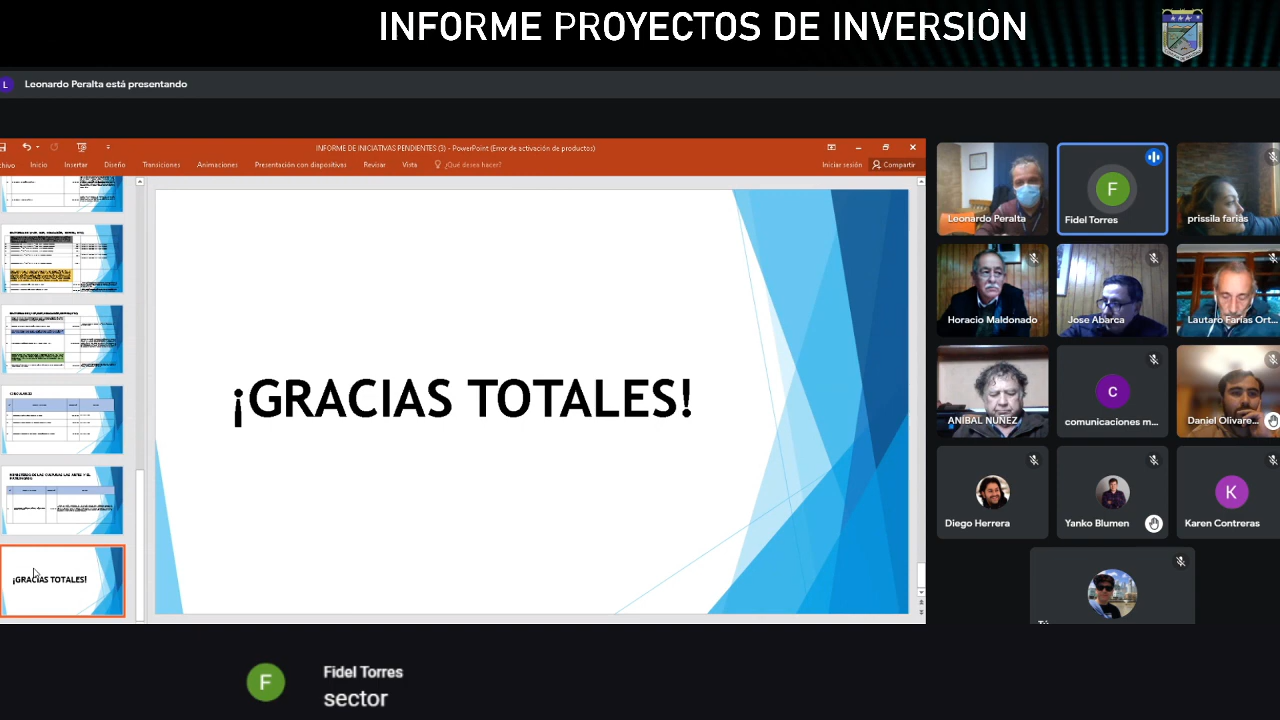 INFORME PROYECTOS DE INVERSIÓN
L
Leonardo Peralta está presentando
INFORME DE INICIATIVAS PENDIENTES (3) - PowerPoint (Error de activación de productos)
chivo Inicio Insertar Diseño Transiciones Animaciones Presentación con diapositivas Revisar Vista ¿Qué desea hacer? Iniciar sesión Compartir
¡GRACIAS TOTALES!
¡GRACIAS TOTALES!
Leonardo Peralta
F
Fidel Torres
prissila farias
Horacio Maldonado
Jose Abarca
Lautaro Farías Ort...
ANIBAL NUÑEZ
c
comunicaciones m...
Daniel Olivare...
Diego Herrera
Yanko Blumen
K
Karen Contreras
Tú
F
Fidel Torres
sector